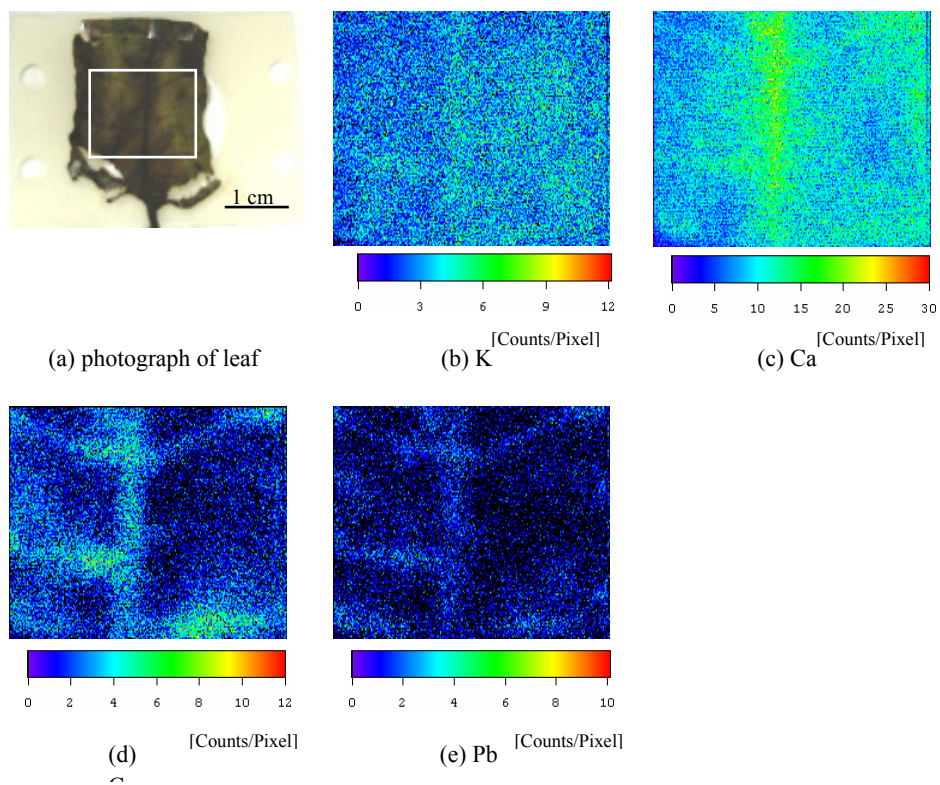 1 cm
0 3 6 9 12
[Counts/Pixel]
0 5 10 15 20 25 30
[Counts/Pixel]
(a) photograph of leaf
(b) K
(c) Ca
0 2 4 6 8 10 12
[Counts/Pixel]
(d)
0 2 4 6 8 10
[Counts/Pixel]
(e) Pb